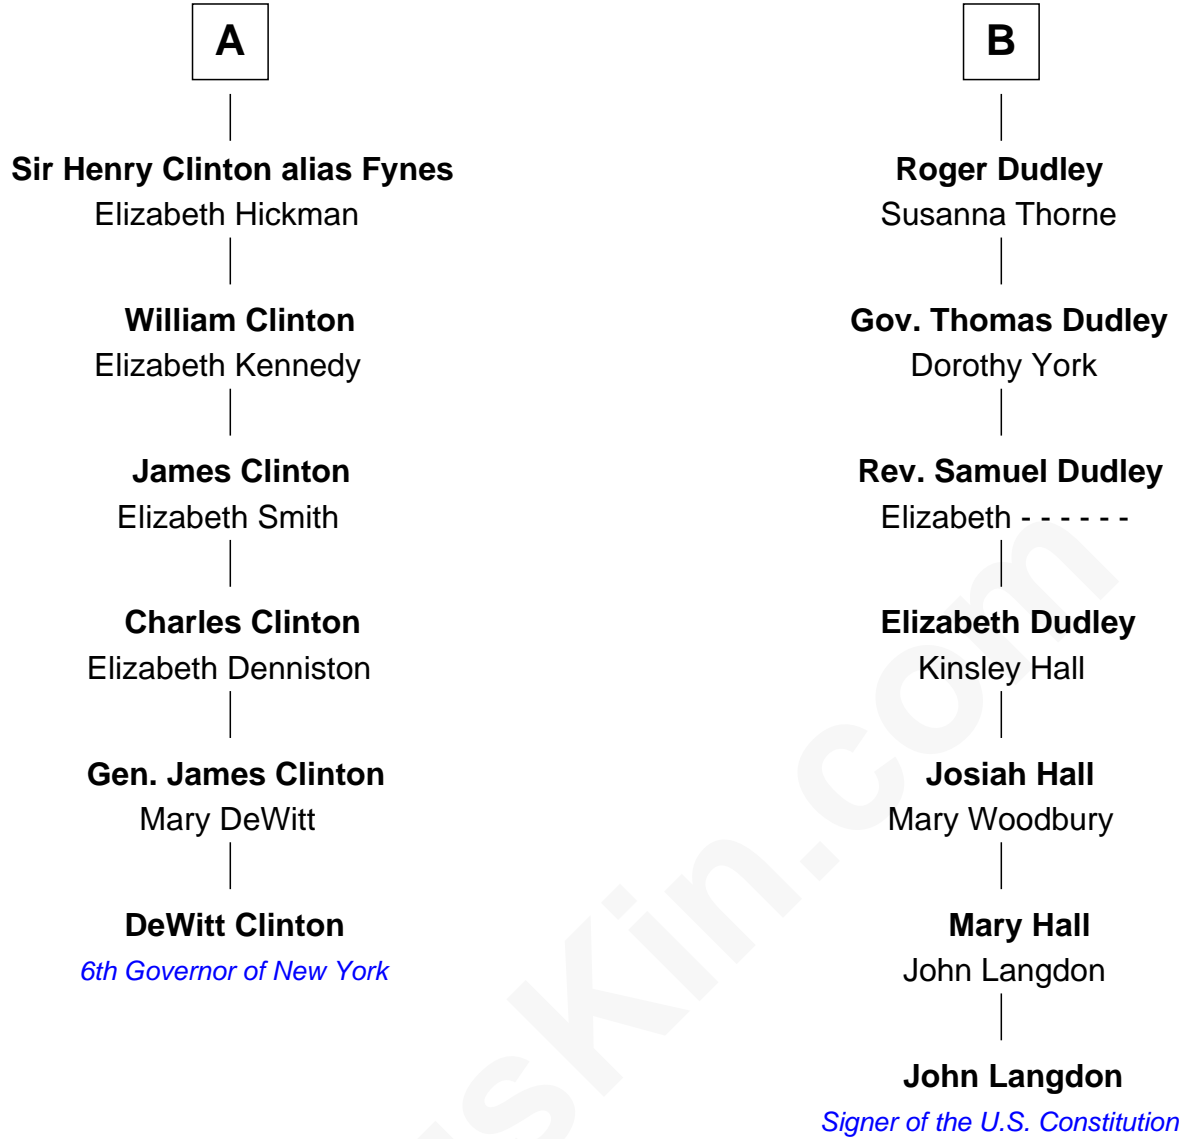 A
Sir Henry Clinton alias Fynes
Elizabeth Hickman
William Clinton
Elizabeth Kennedy
James Clinton
Elizabeth Smith
Charles Clinton
Elizabeth Denniston
Gen. James Clinton
Mary DeWitt
DeWitt Clinton
6th Governor of New York
B
Roger Dudley
Susanna Thorne
Gov. Thomas Dudley
Dorothy York
Rev. Samuel Dudley
Elizabeth - - - - - -
Elizabeth Dudley
Kinsley Hall
Josiah Hall
Mary Woodbury
Mary Hall
John Langdon
John Langdon
Signer of the U.S. Constitution